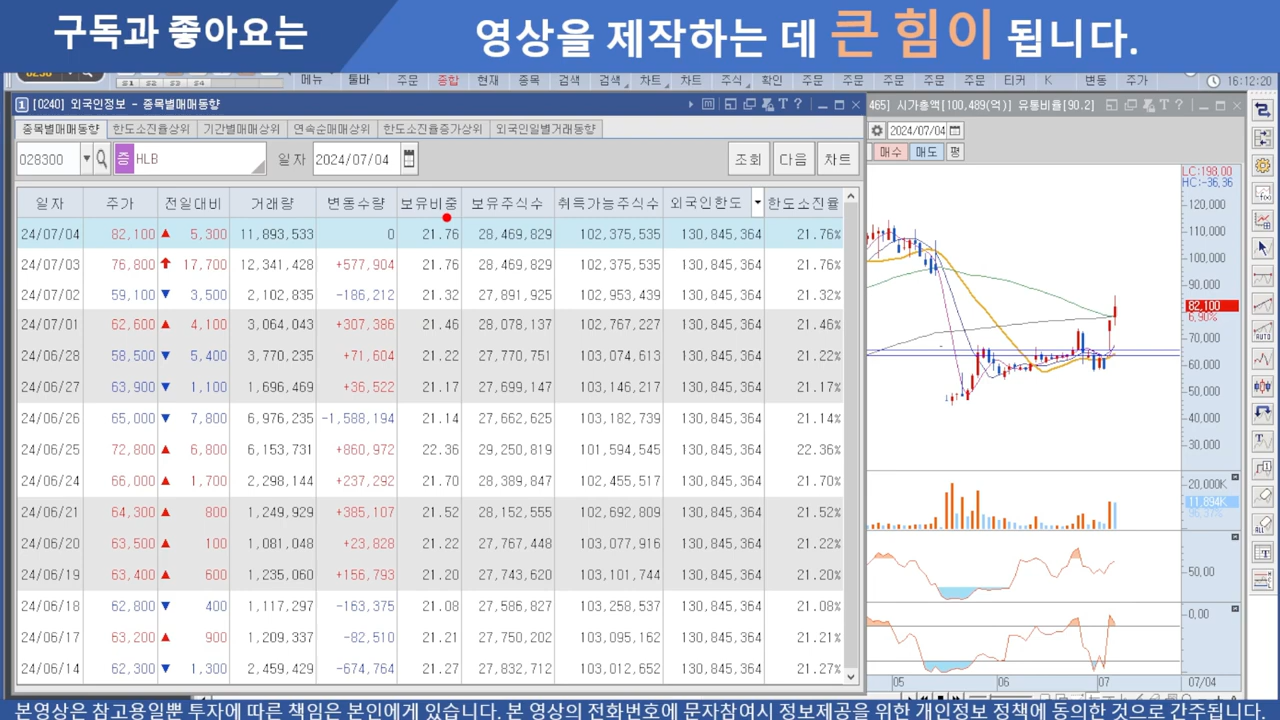 구독과 좋아요는
영상을 제작하는 데 큰 힘이 됩니다.
메뉴 툴바 주문 종합 현재 종목 검색 검색 차트 차트 주식 확인 주문 주문 주문 주문 주문 티커 K 변동 주가 16:12:20
1 [0240] 외국인정보 - 종목별매매동향
465] 시가총액[100,489(억)] 유통비율[90.2]
종목별매매동향 한도소진율상위 기간별매매상위 연속순매매상위 한도소진율증가상위 외국인일별거래동향
2024/07/04
매수 매도 평
028300 증 HLB 일자 2024/07/04 조회 다음 차트
일자 주가 전일대비 거래량 변동수량 보유비중 보유주식수 취득가능주식수 외국인한도 한도소진율
24/07/04 82,100 ▲ 5,300 11,893,533 0 21.76 28,469,829 102,375,535 130,845,364 21.76%
24/07/03 76,800 ↑ 17,700 12,341,428 +577,904 21.76 28,469,829 102,375,535 130,845,364 21.76%
24/07/02 59,100 ▼ 3,500 2,102,835 -186,212 21.32 27,891,925 102,953,439 130,845,364 21.32%
24/07/01 62,600 ▲ 4,100 3,064,043 +307,386 21.46 28,078,137 102,767,227 130,845,364 21.46%
24/06/28 58,500 ▼ 5,400 3,770,235 +71,604 21.22 27,770,751 103,074,613 130,845,364 21.22%
24/06/27 63,900 ▼ 1,100 1,696,469 +36,522 21.17 27,699,147 103,146,217 130,845,364 21.17%
24/06/26 65,000 ▼ 7,800 6,976,235 -1,588,194 21.14 27,662,625 103,182,739 130,845,364 21.14%
24/06/25 72,800 ▲ 6,800 6,153,731 +860,972 22.36 29,250,819 101,594,545 130,845,364 22.36%
24/06/24 66,000 ▲ 1,700 2,298,144 +237,292 21.70 28,389,847 102,455,517 130,845,364 21.70%
24/06/21 64,300 ▲ 800 1,249,929 +385,107 21.52 28,152,555 102,692,809 130,845,364 21.52%
24/06/20 63,500 ▲ 100 1,081,048 +23,828 21.22 27,767,448 103,077,916 130,845,364 21.22%
24/06/19 63,400 ▲ 600 1,235,060 +156,793 21.20 27,743,620 103,101,744 130,845,364 21.20%
24/06/18 62,800 ▼ 400 1,117,297 -163,375 21.08 27,586,827 103,258,537 130,845,364 21.08%
24/06/17 63,200 ▲ 900 1,209,337 -82,510 21.21 27,750,202 103,095,162 130,845,364 21.21%
24/06/14 62,300 ▼ 1,300 2,459,429 -674,764 21.27 27,832,712 103,012,652 130,845,364 21.27%
LC:198,00
HC:-36,36
120,000
110,000
100,000
90,000
82,100
6,90%
70,000
60,000
50,000
40,000
30,000
20,000K
11,894K
96,37%
50,00
0,00
05 06 07 07/04
본영상은 참고용일뿐 투자에 따른 책임은 본인에게 있습니다. 본 영상의 전화번호에 문자참여시 정보제공을 위한 개인정보 정책에 동의한 것으로 간주됩니다.